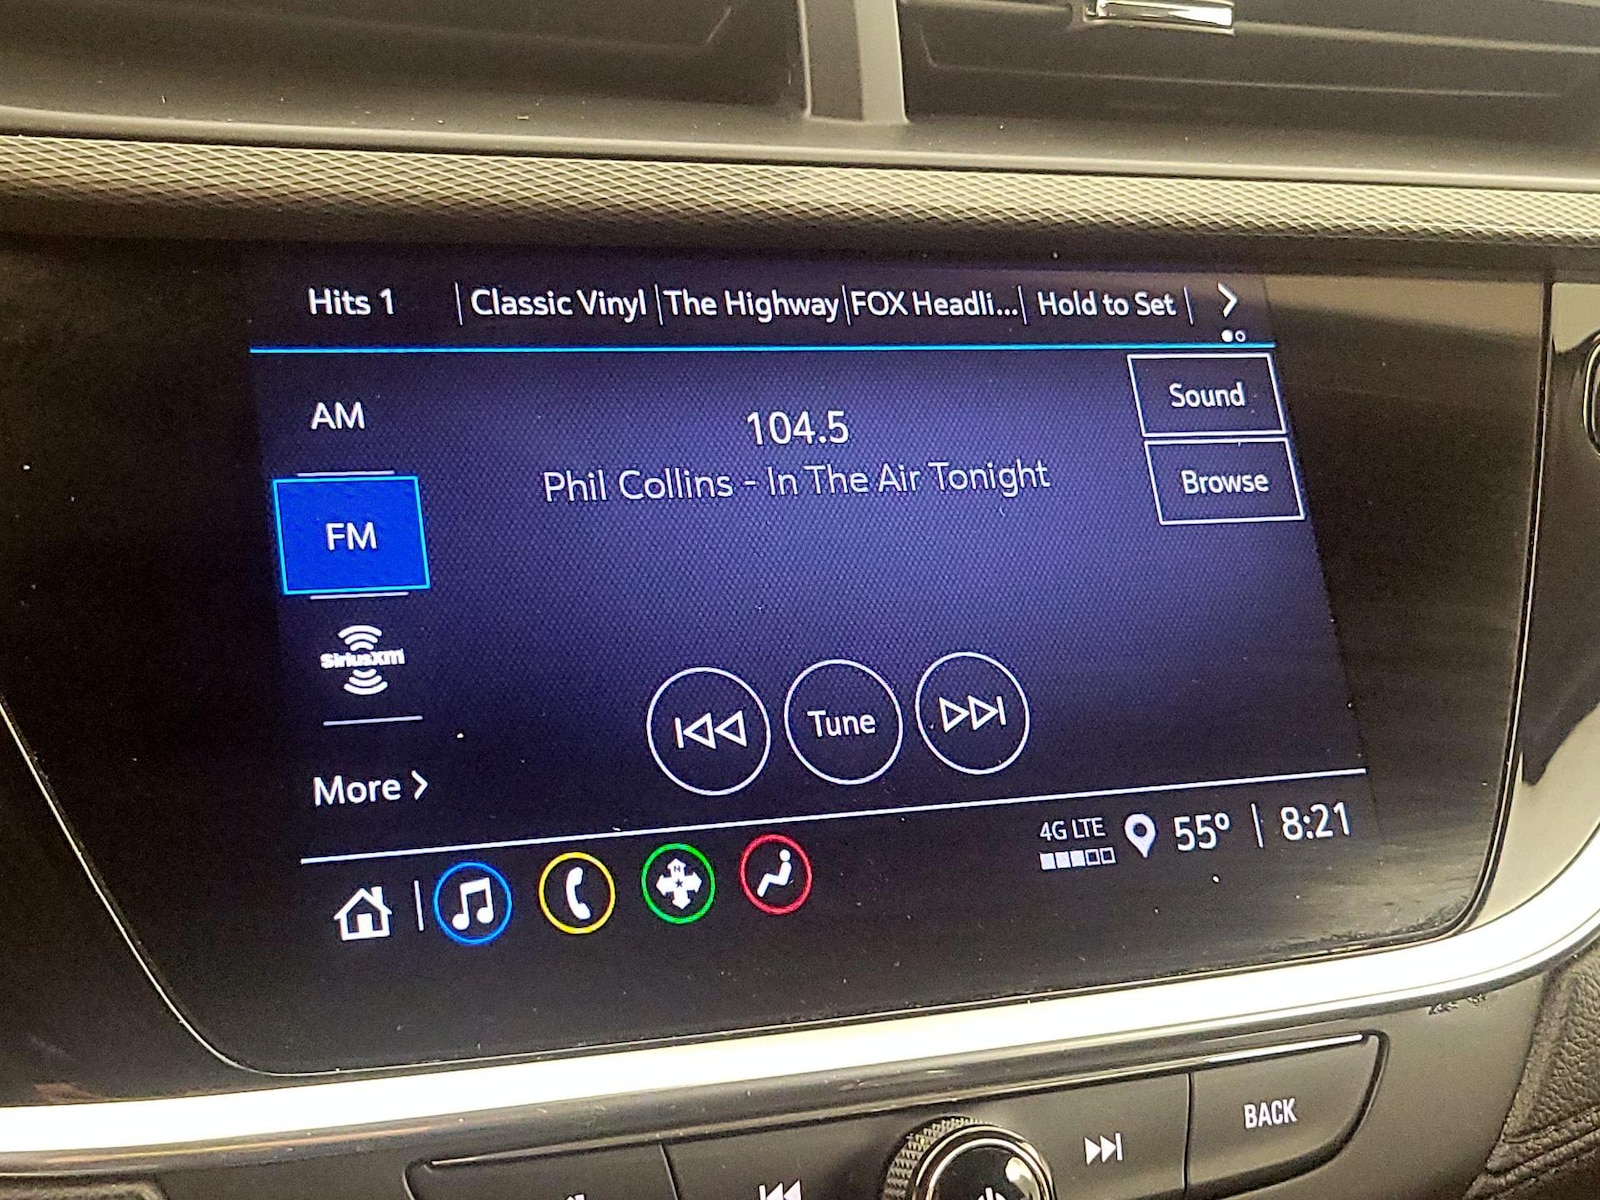 Hits 1 Classic Vinyl The Highway FOX Headli... Hold to Set
AM
Sound
104.5
Phil Collins - In The Air Tonight
Browse
FM
SiriusXM
Tune
More
4G LTE
55° 8:21
N
BACK